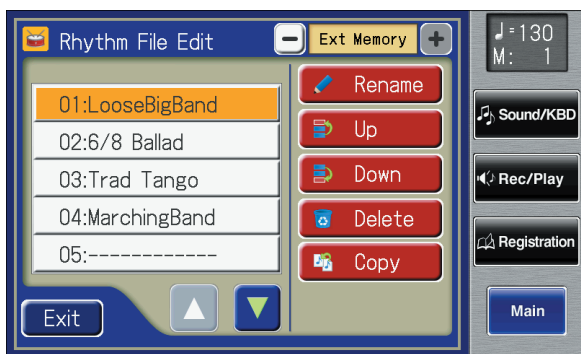 Rhythm File Edit
− Ext Memory +
♩=130
M: 1
01:LooseBigBand
02:6/8 Ballad
03:Trad Tango
04:MarchingBand
05:------------
Rename
Up
Down
Delete
Copy
Exit
Sound/KBD
Rec/Play
Registration
Main